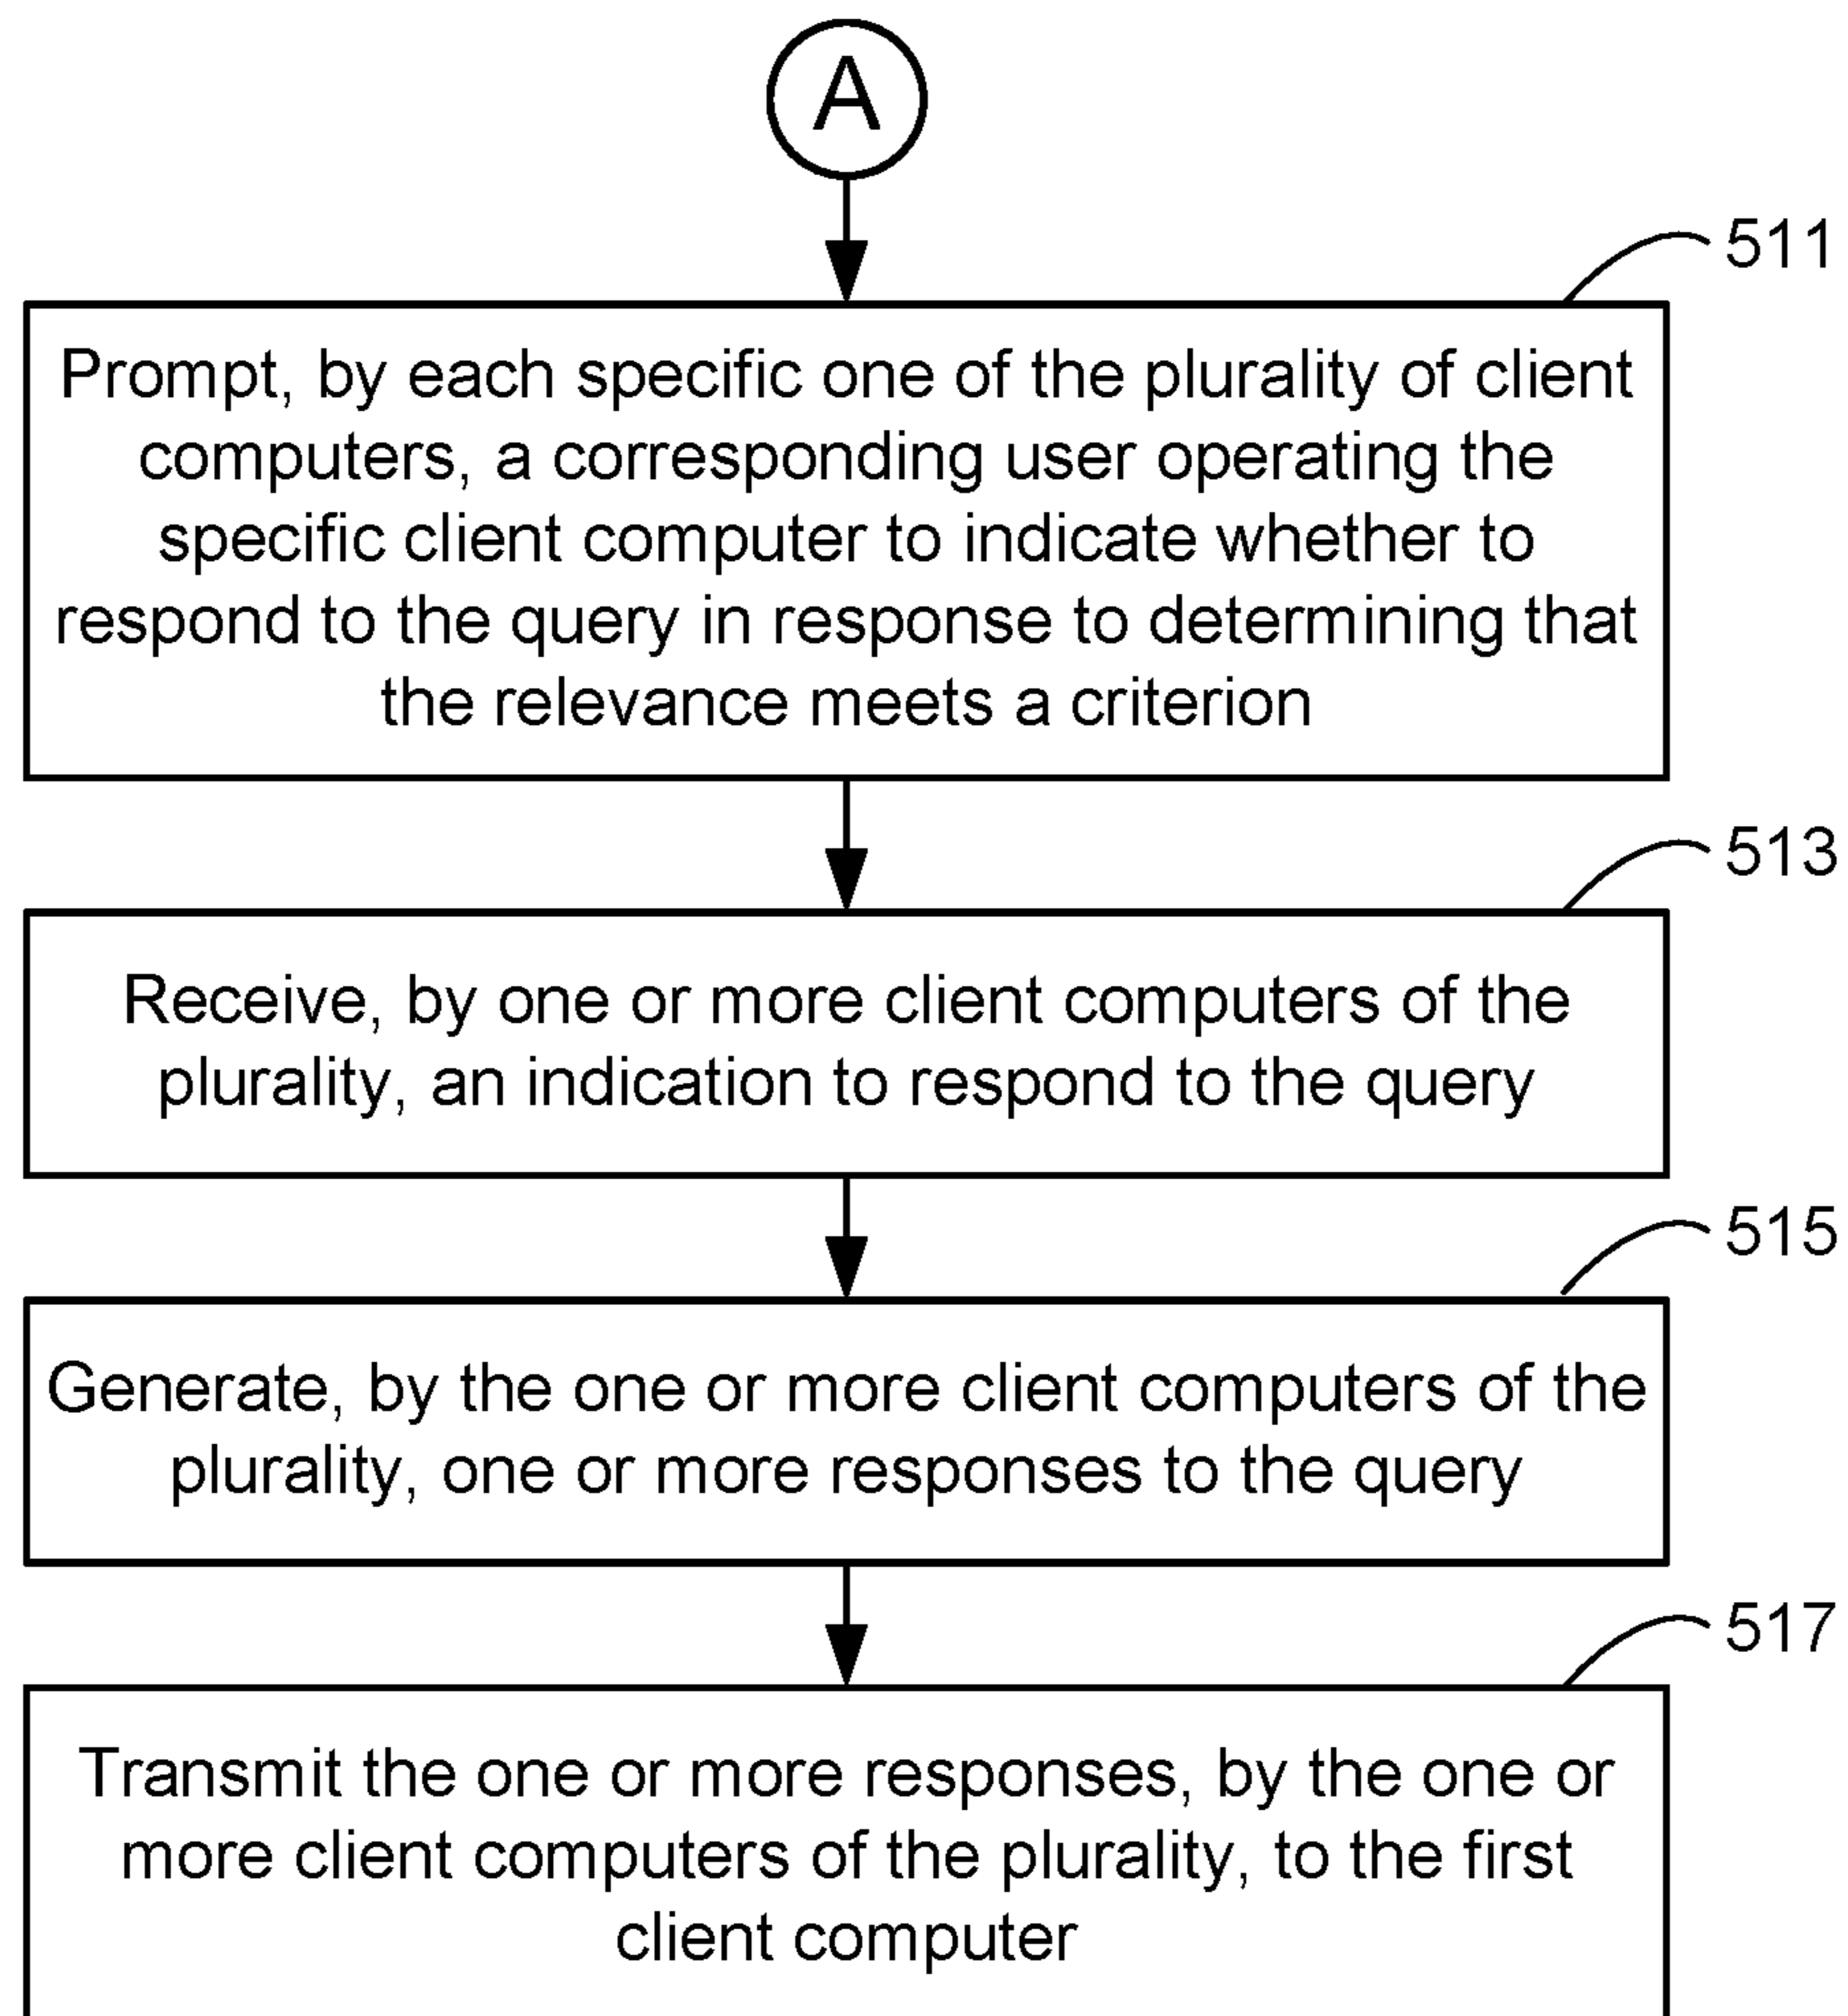 A
511
Prompt, by each specific one of the plurality of client
computers, a corresponding user operating the
specific client computer to indicate whether to
respond to the query in response to determining that
the relevance meets a criterion
513
Receive, by one or more client computers of the
plurality, an indication to respond to the query
515
Generate, by the one or more client computers of the
plurality, one or more responses to the query
517
Transmit the one or more responses, by the one or
more client computers of the plurality, to the first
client computer